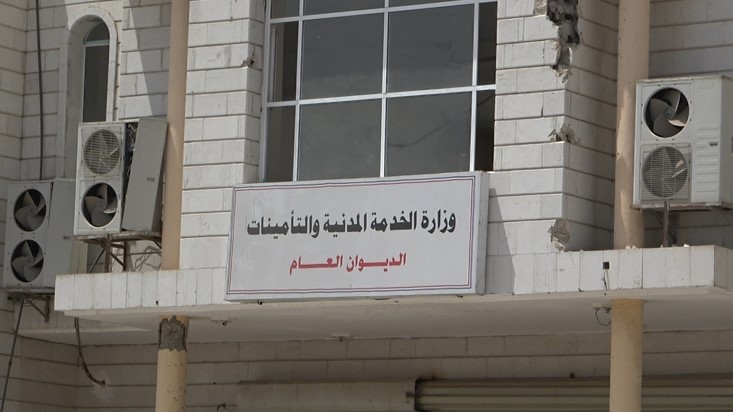 وزارة الخدمة المدنية والتأمينات
الديوان العام